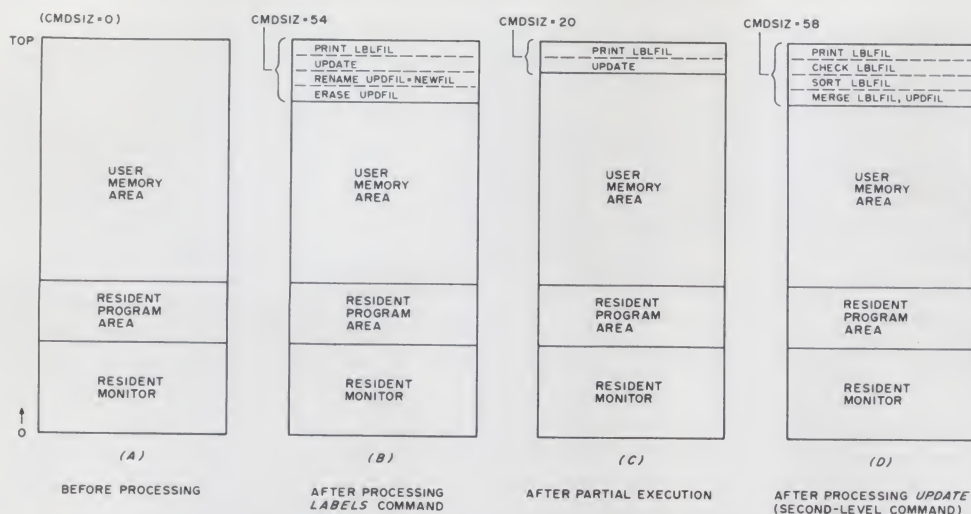 (CMDSIZ=0)
TOP
USER
MEMORY
AREA
RESIDENT
PROGRAM
AREA
RESIDENT
MONITOR
0
(A)
BEFORE PROCESSING
CMDSIZ=54
PRINT LBLFIL
UPDATE
RENAME UPDFIL=NEWFIL
ERASE UPDFIL
USER
MEMORY
AREA
RESIDENT
PROGRAM
AREA
RESIDENT
MONITOR
(B)
AFTER PROCESSING
LABELS COMMAND
CMDSIZ=20
PRINT LBLFIL
UPDATE
USER
MEMORY
AREA
RESIDENT
PROGRAM
AREA
RESIDENT
MONITOR
(C)
AFTER PARTIAL EXECUTION
CMDSIZ=58
PRINT LBLFIL
CHECK LBLFIL
SORT LBLFIL
MERGE LBLFIL, UPDFIL
USER
MEMORY
AREA
RESIDENT
PROGRAM
AREA
RESIDENT
MONITOR
(D)
AFTER PROCESSING UPDATE
(SECOND-LEVEL COMMAND)